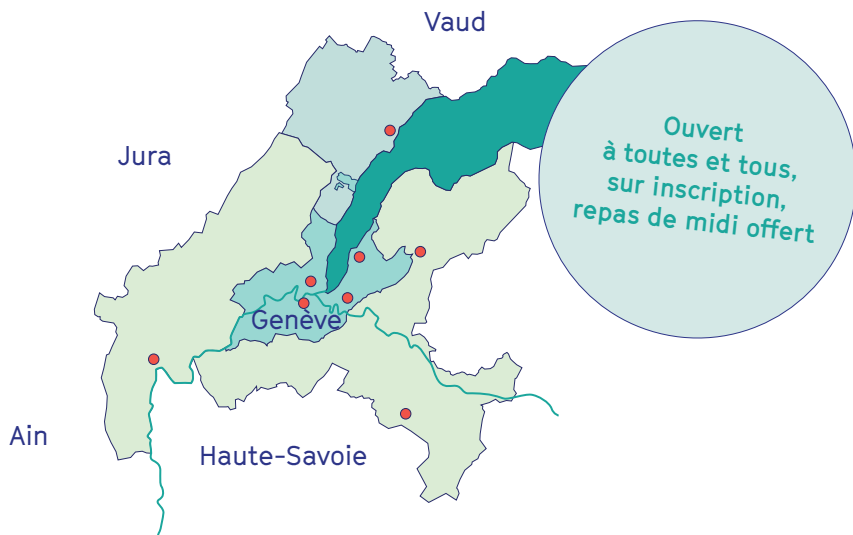 Vaud
Ouvert
à toutes et tous,
sur inscription,
repas de midi offert
Jura
Genève
Ain
Haute-Savoie